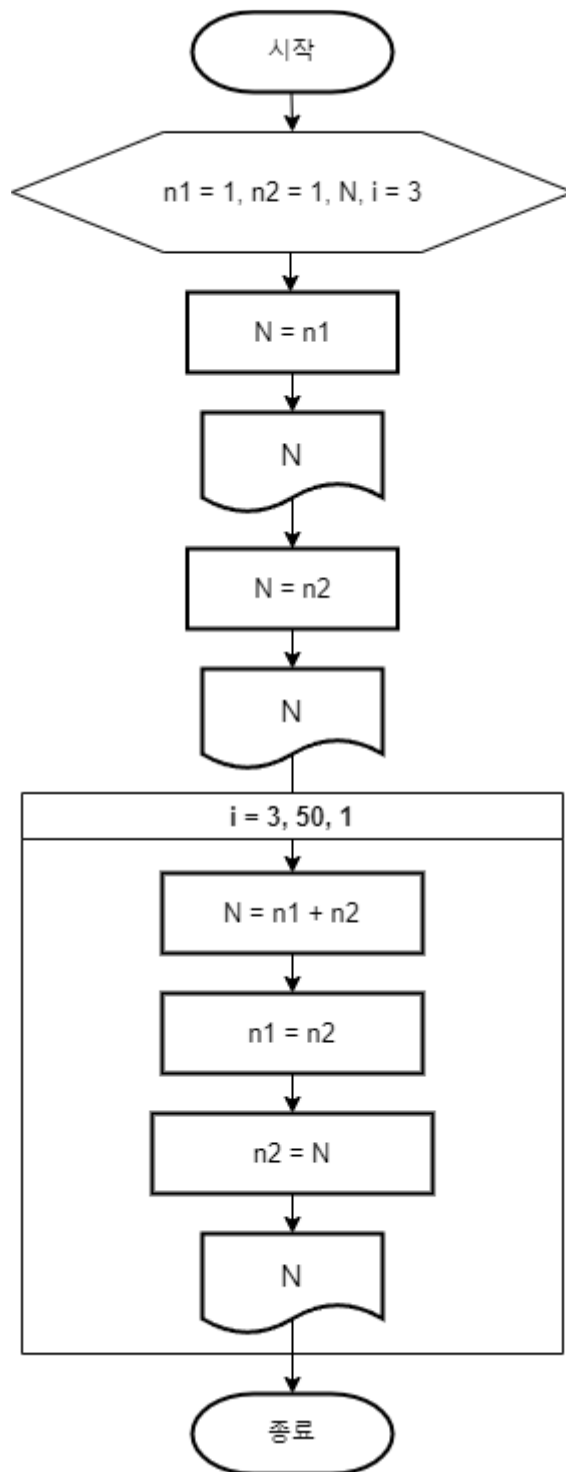 시작
n1 = 1, n2 = 1, N, i = 3
N = n1
N
N = n2
N
i = 3, 50, 1
N = n1 + n2
n1 = n2
n2 = N
N
종료